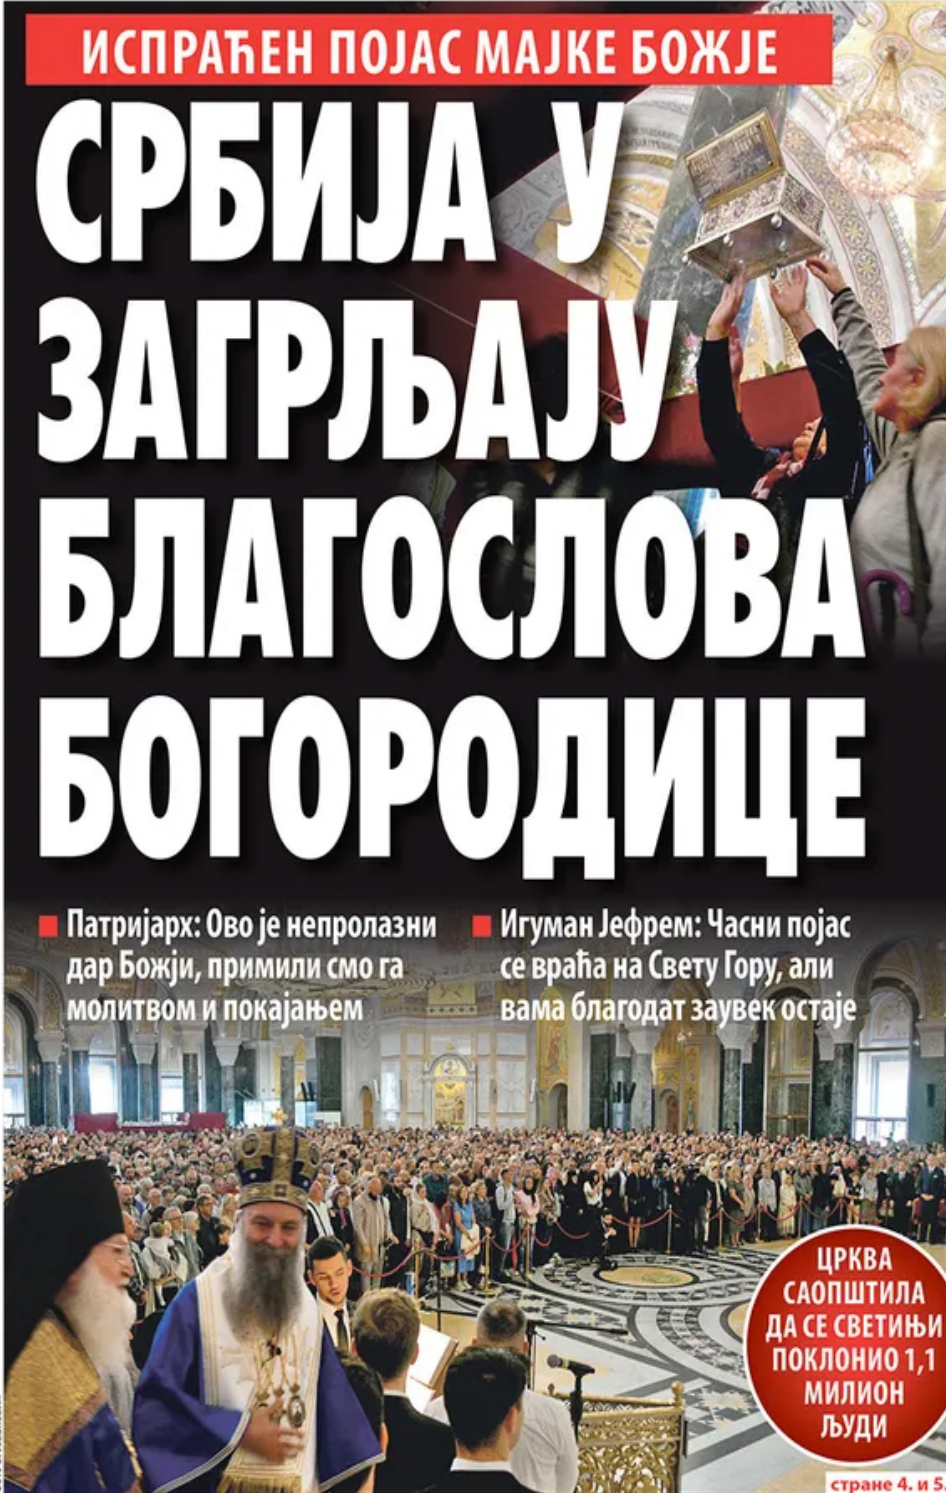 ИСПРАЋЕН ПОЈАС МАЈКЕ БОЖЈЕ
СРБИЈА У
ЗАГРЉАЈУ
БЛАГОСЛОВА
БОГОРОДИЦЕ
Патријарх: Ово је непролазни
дар Божји, примили смо га
молитвом и покајањем
Игуман Јефрем: Часни појас
се враћа на Свету Гору, али
вама благодат заувек остаје
ЦРКВА
САОПШТИЛА
ДА СЕ СВЕТИЊИ
ПОКЛОНИО 1,1
МИЛИОН
ЉУДИ
стране 4. и 5.